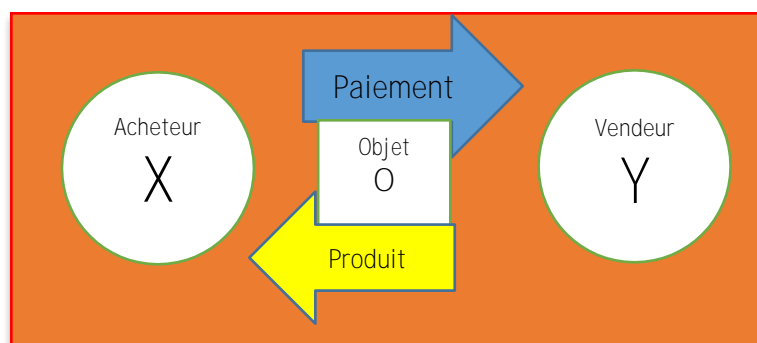 Paiement
Acheteur
X
Objet
O
Vendeur
Y
Produit